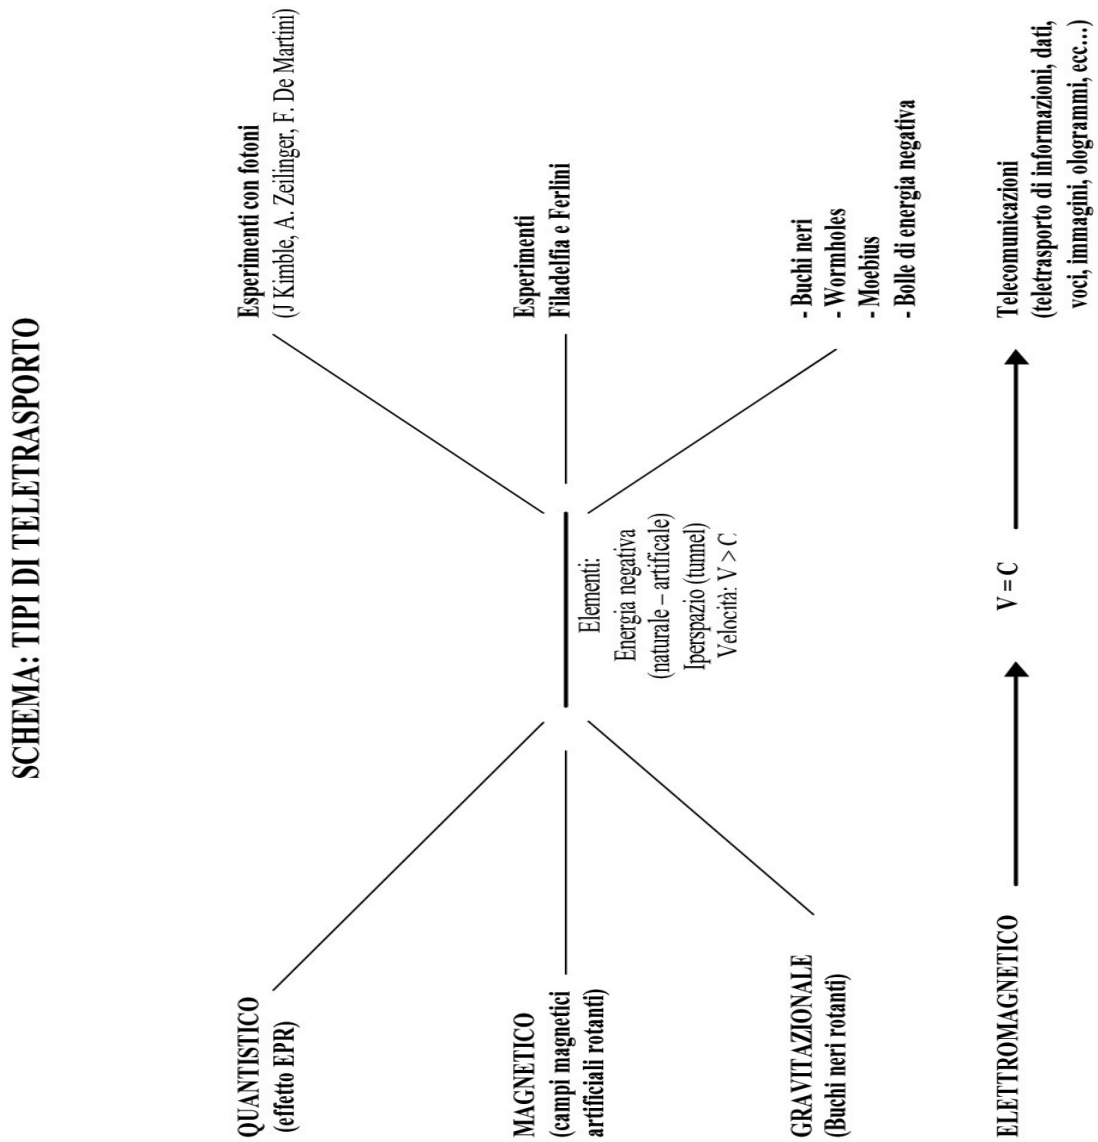 SCHEMA: TIPI DI TELETRASPORTO
QUANTISTICO
(effetto EPR)
Esperimenti con fotoni
(J Kimble, A. Zeilinger, F. De Martini)
MAGNETICO
(campi magnetici
artificiali rotanti)
Elementi:
Energia negativa
(naturale – artificale)
Iperspazio (tunnel)
Velocità: V > C
Esperimenti
Filadelfia e Ferlini
GRAVITAZIONALE
(Buchi neri rotanti)
- Buchi neri
- Wormholes
- Moebius
- Bolle di energia negativa
ELETTROMAGNETICO
V = C
Telecomunicazioni
(teletrasporto di informazioni, dati,
voci, immagini, ologrammi, ecc...)